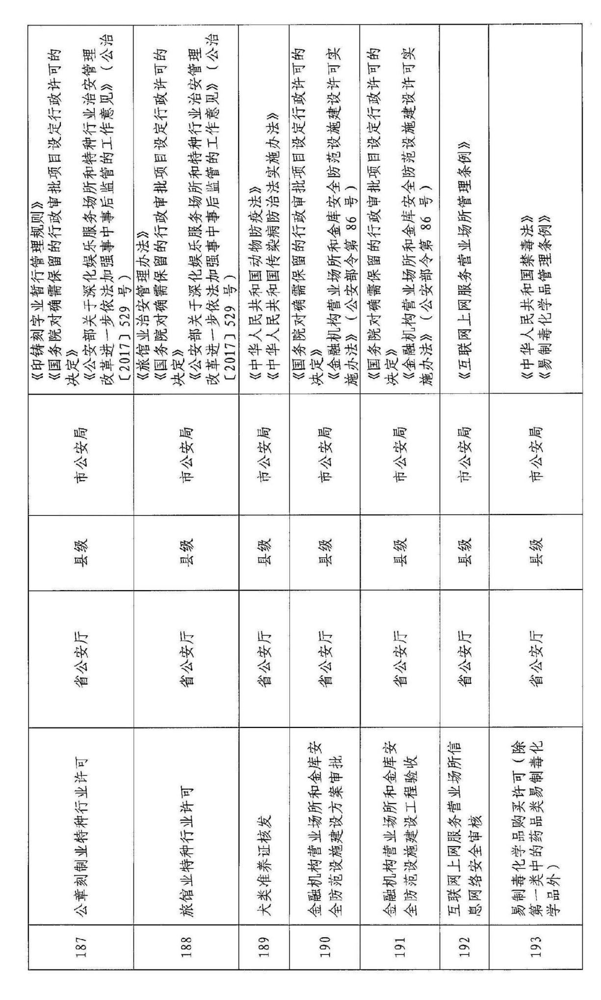 187
公章刻制业特种行业许可
省公安厅
县级
市公安局
《印铸刻字业暂行管理规则》
《国务院对确需保留的行政审批项目设定行政许可的
决定》
《公安部关于深化娱乐服务场所和特种行业治安管理
改革进一步依法加强事中事后监管的工作意见》（公治
〔2017〕529 号）
188
旅馆业特种行业许可
省公安厅
县级
市公安局
《旅馆业治安管理办法》
《国务院对确需保留的行政审批项目设定行政许可的
决定》
《公安部关于深化娱乐服务场所和特种行业治安管理
改革进一步依法加强事中事后监管的工作意见》（公治
〔2017〕529 号）
189
犬类准养证核发
省公安厅
县级
市公安局
《中华人民共和国动物防疫法》
《中华人民共和国传染病防治法实施办法》
190
金融机构营业场所和金库安
全防范设施建设方案审批
省公安厅
县级
市公安局
《国务院对确需保留的行政审批项目设定行政许可的
决定》
《金融机构营业场所和金库安全防范设施建设许可实
施办法》（公安部令第 86 号）
191
金融机构营业场所和金库安
全防范设施建设工程验收
省公安厅
县级
市公安局
《国务院对确需保留的行政审批项目设定行政许可的
决定》
《金融机构营业场所和金库安全防范设施建设许可实
施办法》（公安部令第 86 号）
192
互联网上网服务营业场所信
息网络安全审核
省公安厅
县级
市公安局
《互联网上网服务营业场所管理条例》
193
易制毒化学品购买许可（除
第一类中的药品类易制毒化
学品外）
省公安厅
县级
市公安局
《中华人民共和国禁毒法》
《易制毒化学品管理条例》